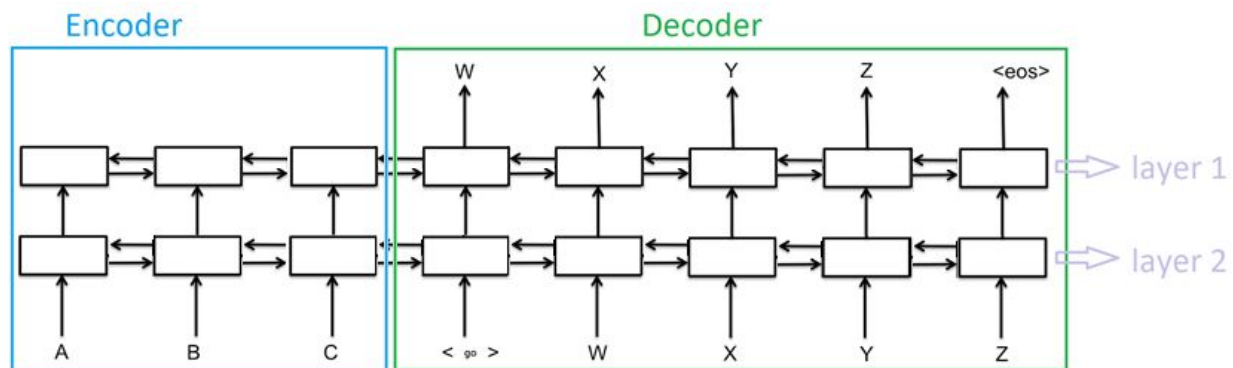 Encoder
Decoder
W X Y Z <eos>
layer 1
layer 2
A B C < go > W X Y Z